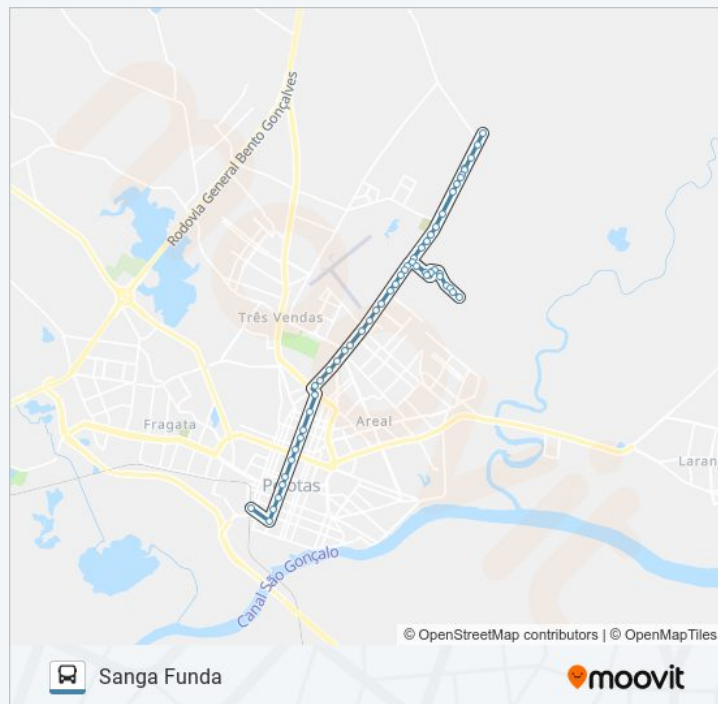 Rodovia General Bento Gonçalves
Três Vendas
Fragata
Areal
Laran
Pelotas
Canal São Gonçalo
© OpenStreetMap contributors | © OpenMapTiles
Sanga Funda
moovit